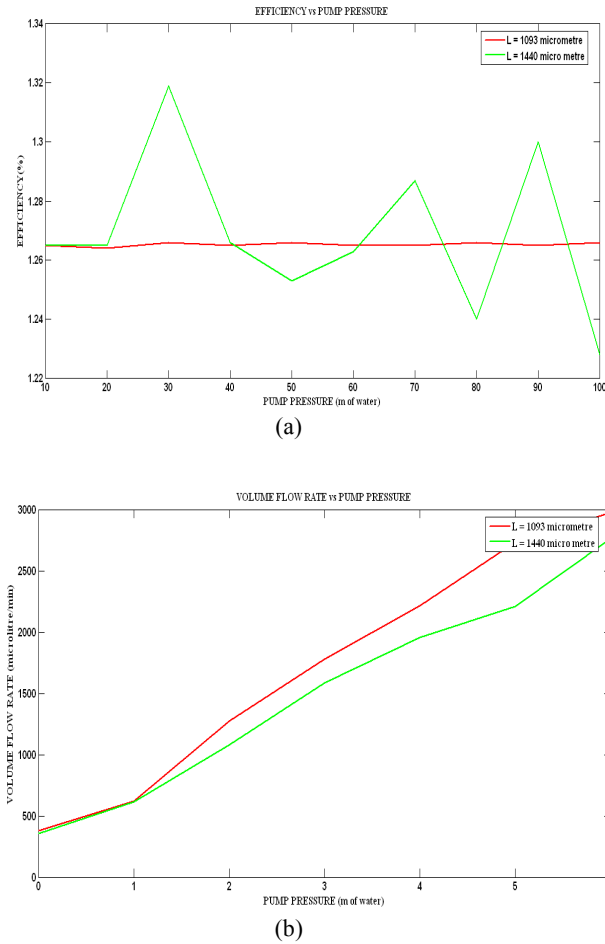 EFFICIENCY vs PUMP PRESSURE
1.34
L = 1093 micrometre
L = 1440 micro metre
1.32
1.3
1.28
1.26
1.24
1.22
EFFICIENCY(%)
10 20 30 40 50 60 70 80 90 100
PUMP PRESSURE (m of water)
(a)
VOLUME FLOW RATE vs PUMP PRESSURE
3000
L = 1093 micrometre
L = 1440 micro metre
2500
2000
1500
1000
500
0
VOLUME FLOW RATE (microlitre/min)
0 1 2 3 4 5
PUMP PRESSURE (m of water)
(b)